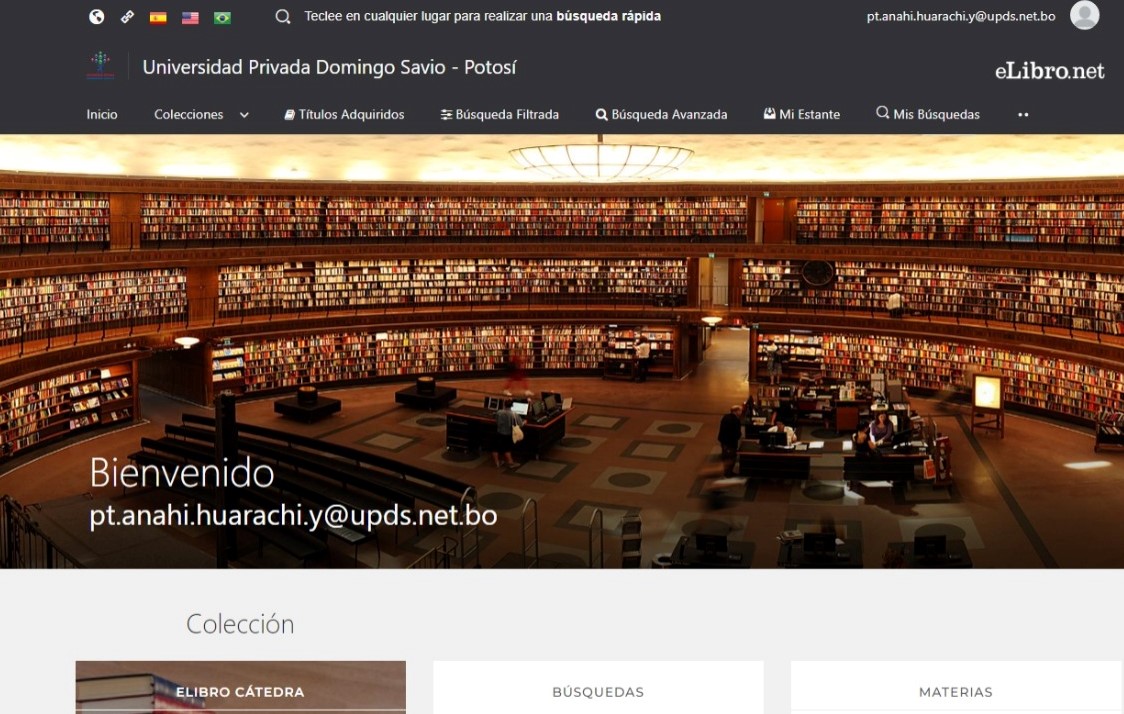 Teclee en cualquier lugar para realizar una búsqueda rápida
pt.anahi.huarachi.y@upds.net.bo
Universidad Privada Domingo Savio - Potosí
eLibro.net
Inicio
Colecciones
Títulos Adquiridos
Búsqueda Filtrada
Búsqueda Avanzada
Mi Estante
Mis Búsquedas
Bienvenido
pt.anahi.huarachi.y@upds.net.bo
Colección
ELIBRO CÁTEDRA
BÚSQUEDAS
MATERIAS